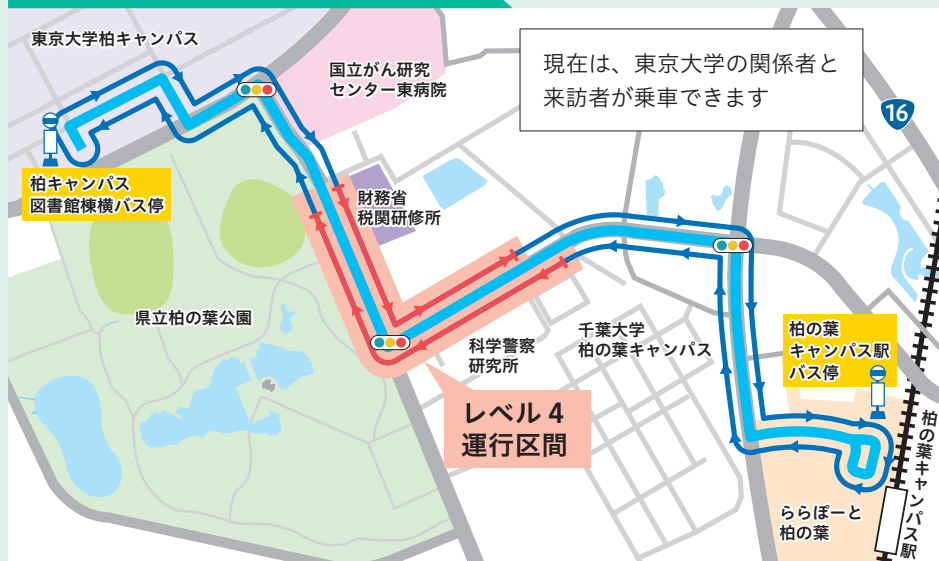 東京大学柏キャンパス
国立がん研究
センター東病院
現在は、東京大学の関係者と
来訪者が乗車できます
16
柏キャンパス
図書館棟横バス停
財務省
税関研修所
県立柏の葉公園
科学警察
研究所
千葉大学
柏の葉キャンパス
柏の葉
キャンパス駅
バス停
レベル4
運行区間
ららぽーと
柏の葉
柏の葉キャンパス駅